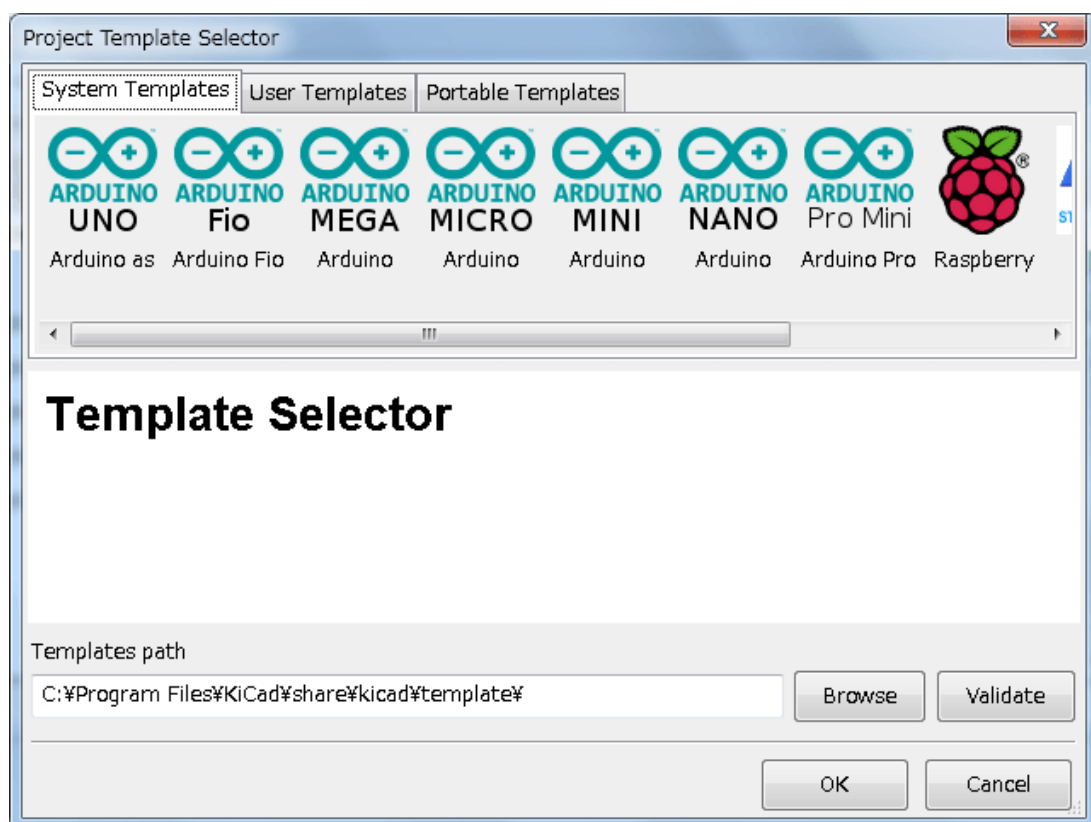 Project Template Selector
System Templates User Templates Portable Templates
ARDUINO ARDUINO ARDUINO ARDUINO ARDUINO ARDUINO ARDUINO
UNO Fio MEGA MICRO MINI NANO Pro Mini
Arduino as Arduino Fio Arduino Arduino Arduino Arduino Arduino Pro Raspberry
Template Selector
Templates path
C:¥Program Files¥KiCad¥share¥kicad¥template¥ Browse Validate
OK Cancel